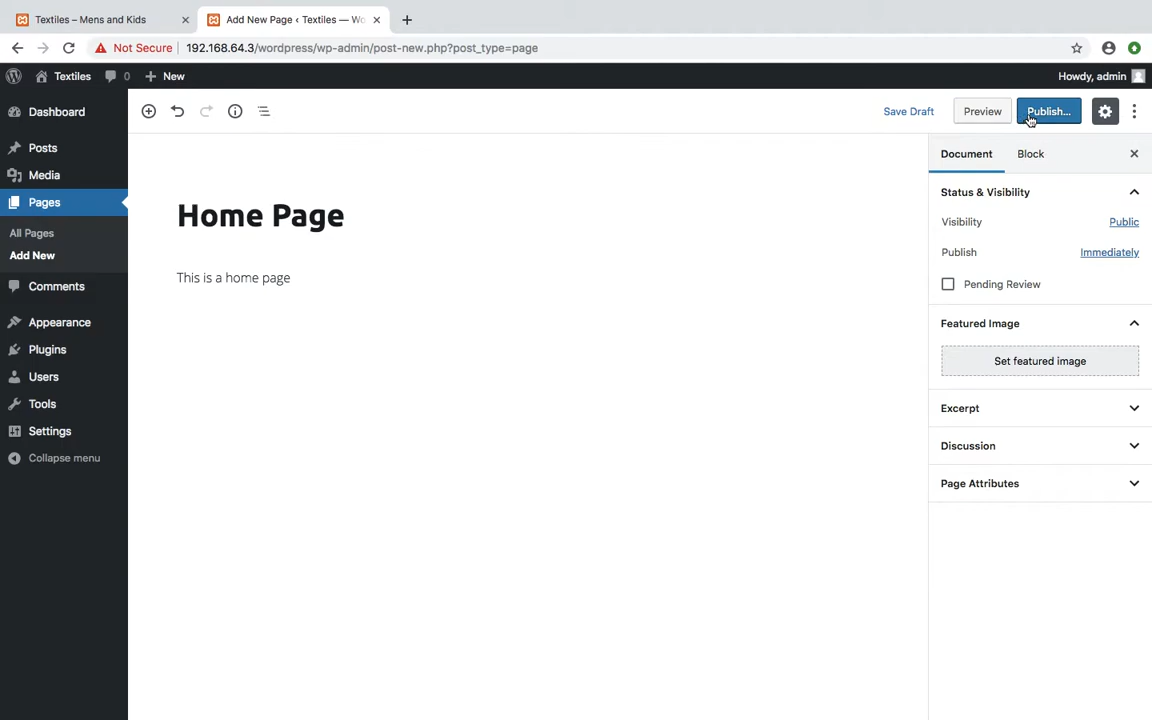 Textiles – Mens and Kids
Add New Page ‹ Textiles — Wo
Not Secure
192.168.64.3/wordpress/wp-admin/post-new.php?post_type=page
Textiles
0
New
Howdy, admin
Dashboard
Posts
Media
Pages
All Pages
Add New
Comments
Appearance
Plugins
Users
Tools
Settings
Collapse menu
Save Draft
Preview
Publish...
Home Page
This is a home page
Document
Block
Status & Visibility
Visibility
Public
Publish
Immediately
Pending Review
Featured Image
Set featured image
Excerpt
Discussion
Page Attributes